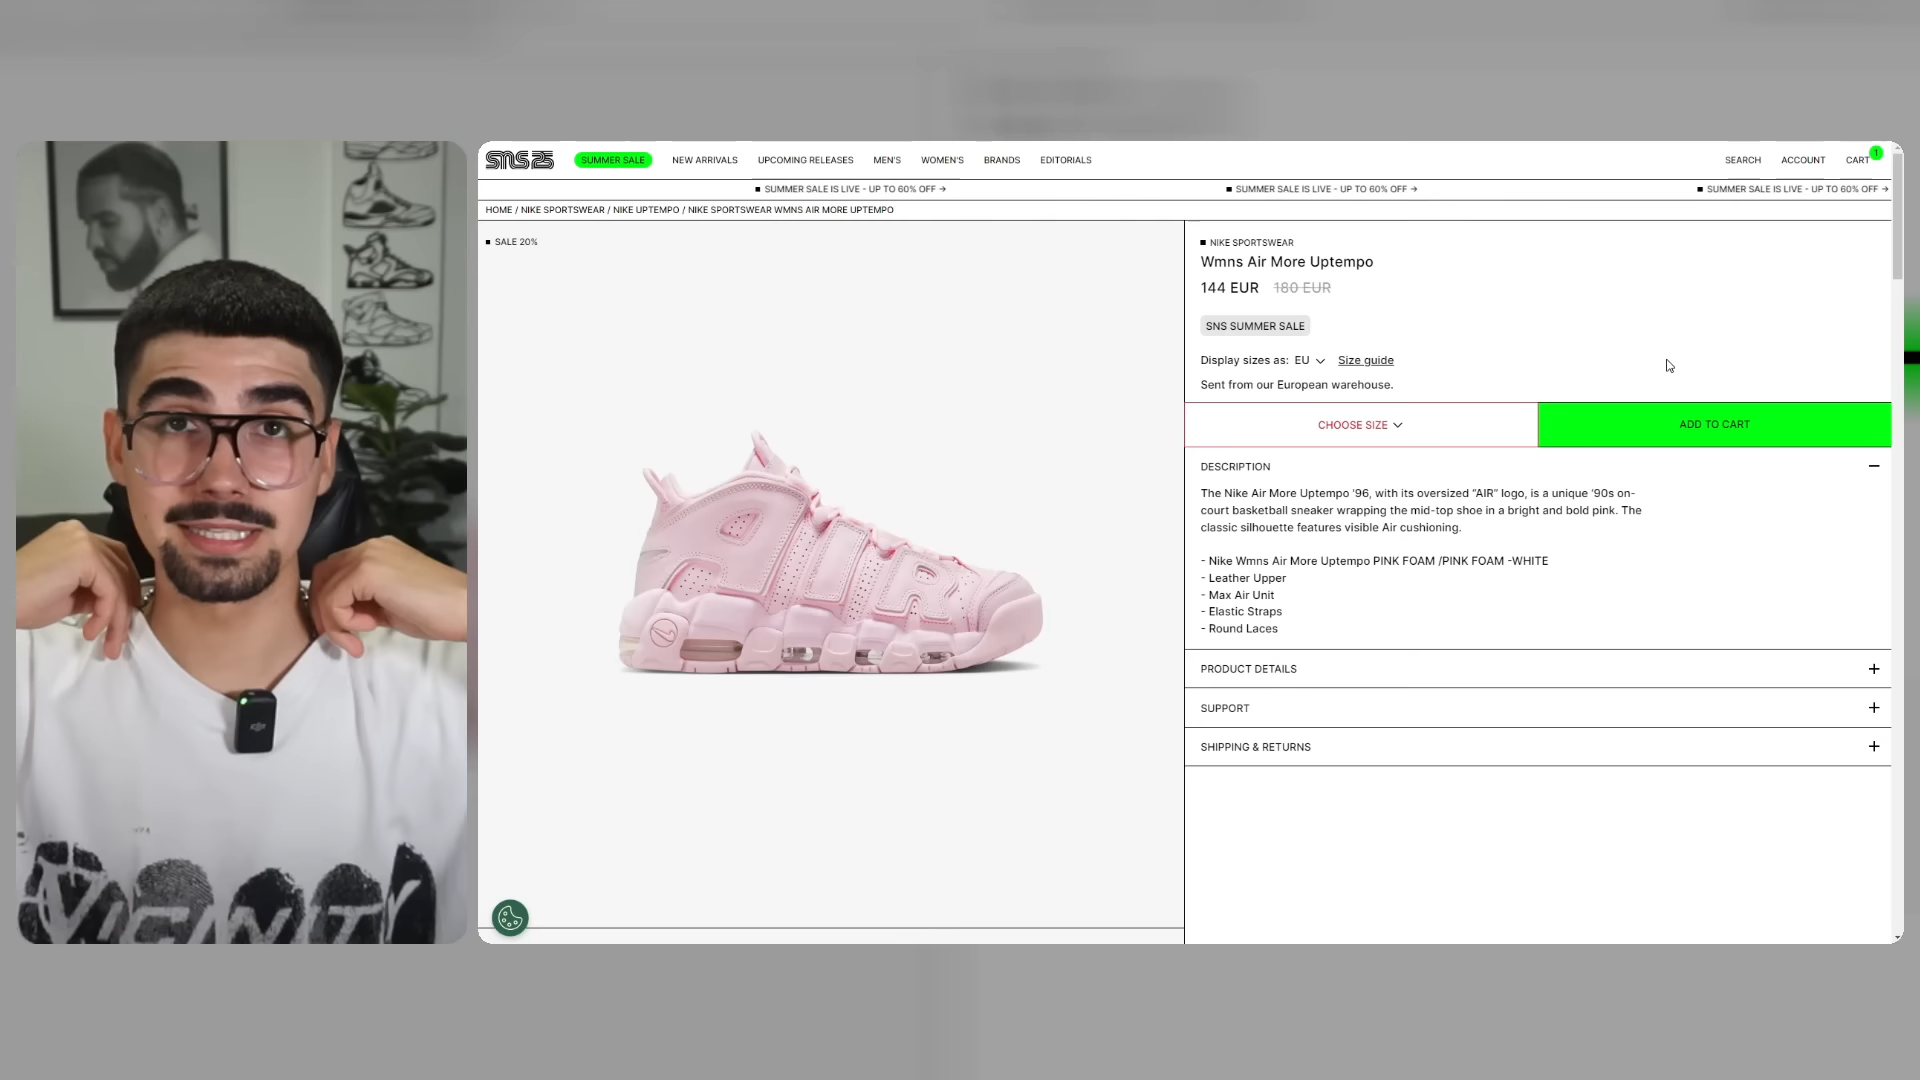 SNS 25
SUMMER SALE
NEW ARRIVALS
UPCOMING RELEASES
MEN'S
WOMEN'S
BRANDS
EDITORIALS
SEARCH
ACCOUNT
CART
1
SUMMER SALE IS LIVE - UP TO 60% OFF →
SUMMER SALE IS LIVE - UP TO 60% OFF →
SUMMER SALE IS LIVE - UP TO 60% OFF →
HOME / NIKE SPORTSWEAR / NIKE UPTEMPO / NIKE SPORTSWEAR WMNS AIR MORE UPTEMPO
SALE 20%
NIKE SPORTSWEAR
Wmns Air More Uptempo
144 EUR 180 EUR
SNS SUMMER SALE
Display sizes as: EU Size guide
Sent from our European warehouse.
CHOOSE SIZE
ADD TO CART
DESCRIPTION
The Nike Air More Uptempo '96, with its oversized “AIR” logo, is a unique '90s on-
court basketball sneaker wrapping the mid-top shoe in a bright and bold pink. The
classic silhouette features visible Air cushioning.
- Nike Wmns Air More Uptempo PINK FOAM /PINK FOAM -WHITE
- Leather Upper
- Max Air Unit
- Elastic Straps
- Round Laces
PRODUCT DETAILS
SUPPORT
SHIPPING & RETURNS
dji
VICINITY